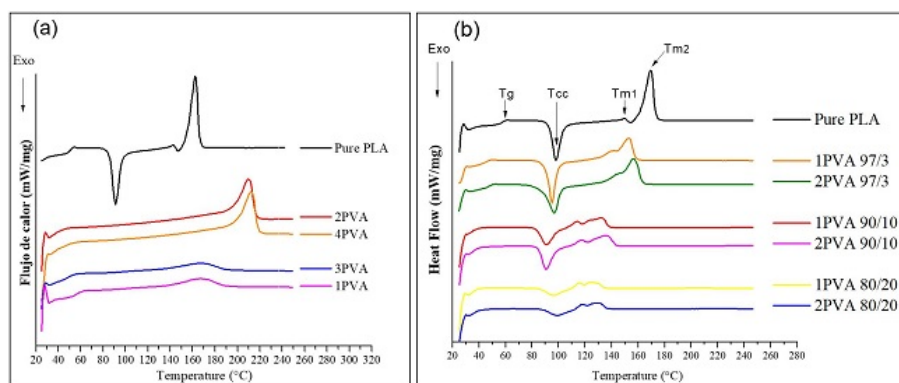 (a)
Exo
Flujo de calor (mW/mg)
Pure PLA
2PVA
4PVA
3PVA
1PVA
20 40 60 80 100 120 140 160 180 200 220 240 260 280 300 320
Temperature (°C)
(b)
Exo
Heat Flow (mW/mg)
Tg
Tcc
Tm1
Tm2
Pure PLA
1PVA 97/3
2PVA 97/3
1PVA 90/10
2PVA 90/10
1PVA 80/20
2PVA 80/20
20 40 60 80 100 120 140 160 180 200 220 240 260 280
Temperature (°C)